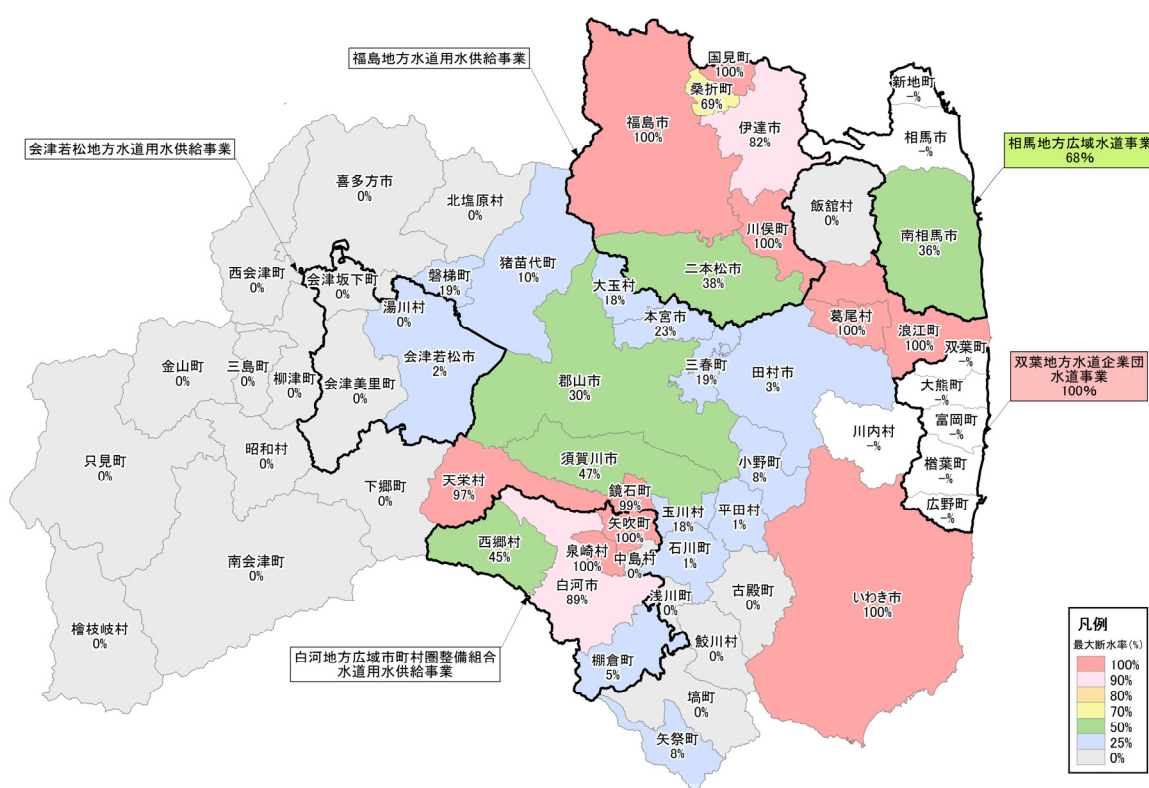 福島地方水道用水供給事業
国見町
100%
桑折町
69%
新地町
-%
福島市
100%
伊達市
82%
相馬市
-%
会津若松地方水道用水供給事業
相馬地方広域水道事業
68%
喜多方市
0%
北塩原村
0%
飯舘村
0%
川俣町
100%
南相馬市
36%
西会津町
0%
会津坂下町
0%
磐梯町
19%
猪苗代町
10%
二本松市
38%
大玉村
18%
湯川村
0%
本宮市
23%
葛尾村
100%
浪江町
100%
双葉町
-%
会津若松市
2%
金山町
0%
三島町
0%
柳津町
0%
会津美里町
0%
郡山市
30%
三春町
19%
田村市
3%
大熊町
-%
双葉地方水道企業団
水道事業
100%
富岡町
-%
川内村
-%
只見町
0%
昭和村
0%
下郷町
0%
須賀川市
47%
小野町
8%
楢葉町
-%
天栄村
97%
鏡石町
99%
玉川村
18%
平田村
1%
広野町
-%
矢吹町
100%
西郷村
45%
泉崎村
100%
中島村
0%
石川町
1%
南会津町
0%
白河市
89%
浅川町
0%
古殿町
0%
いわき市
100%
檜枝岐村
0%
鮫川村
0%
白河地方広域市町村圏整備組合
水道用水供給事業
棚倉町
5%
塙町
0%
矢祭町
8%
凡例
最大断水率(%)
100%
90%
80%
70%
50%
25%
0%